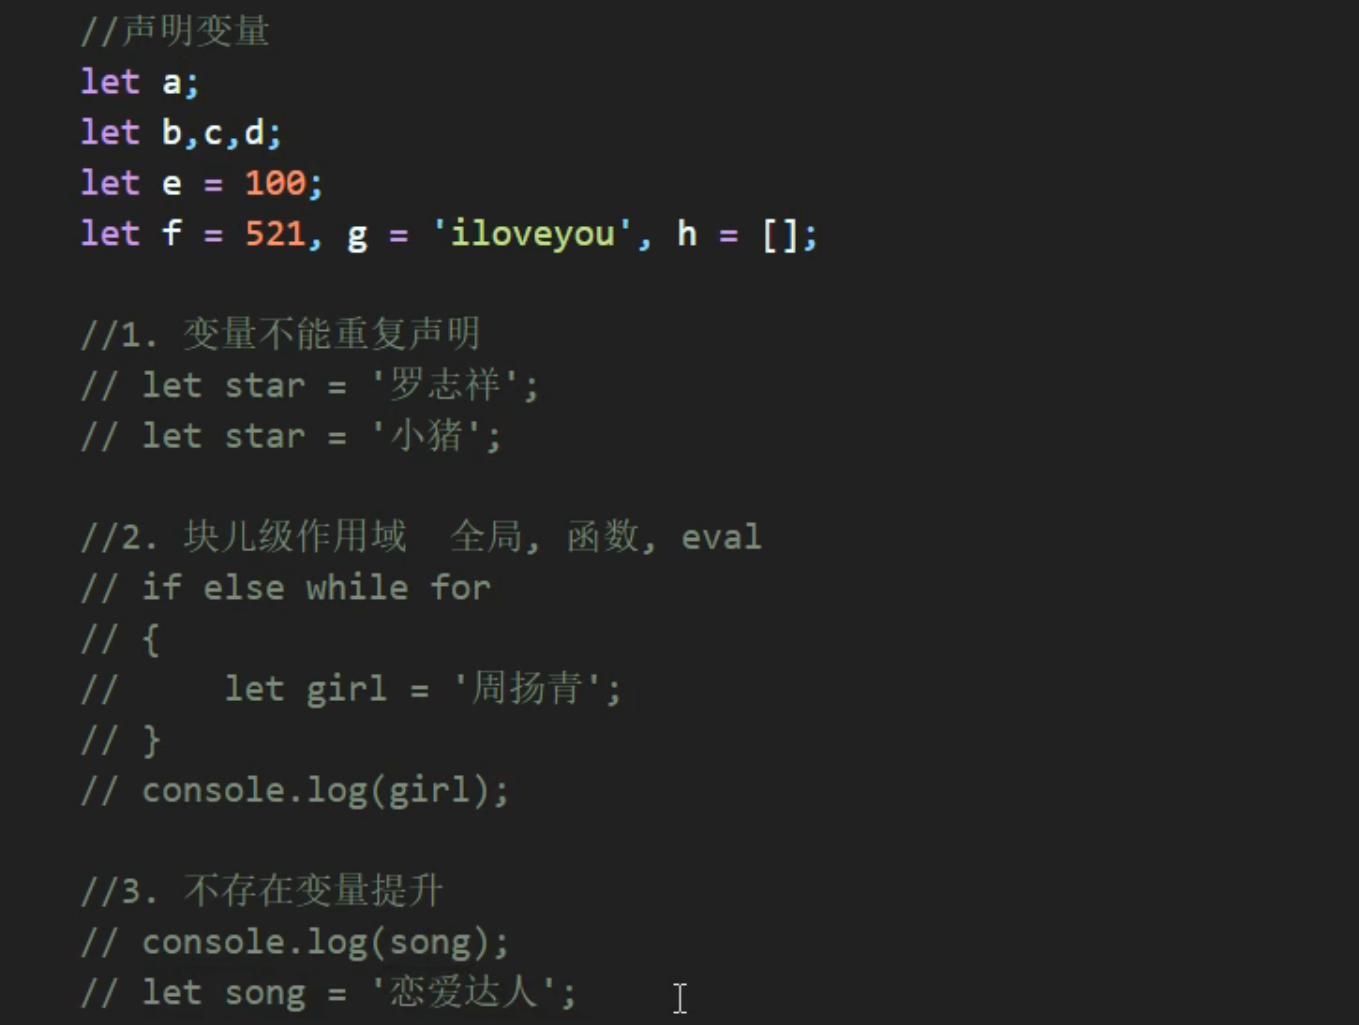 //声明变量
let a;
let b,c,d;
let e = 100;
let f = 521, g = 'iloveyou', h = [];
//1. 变量不能重复声明
// let star = '罗志祥';
// let star = '小猪';
//2. 块儿级作用域  全局, 函数, eval
// if else while for
// {
//     let girl = '周扬青';
// }
// console.log(girl);
//3. 不存在变量提升
// console.log(song);
// let song = '恋爱达人';